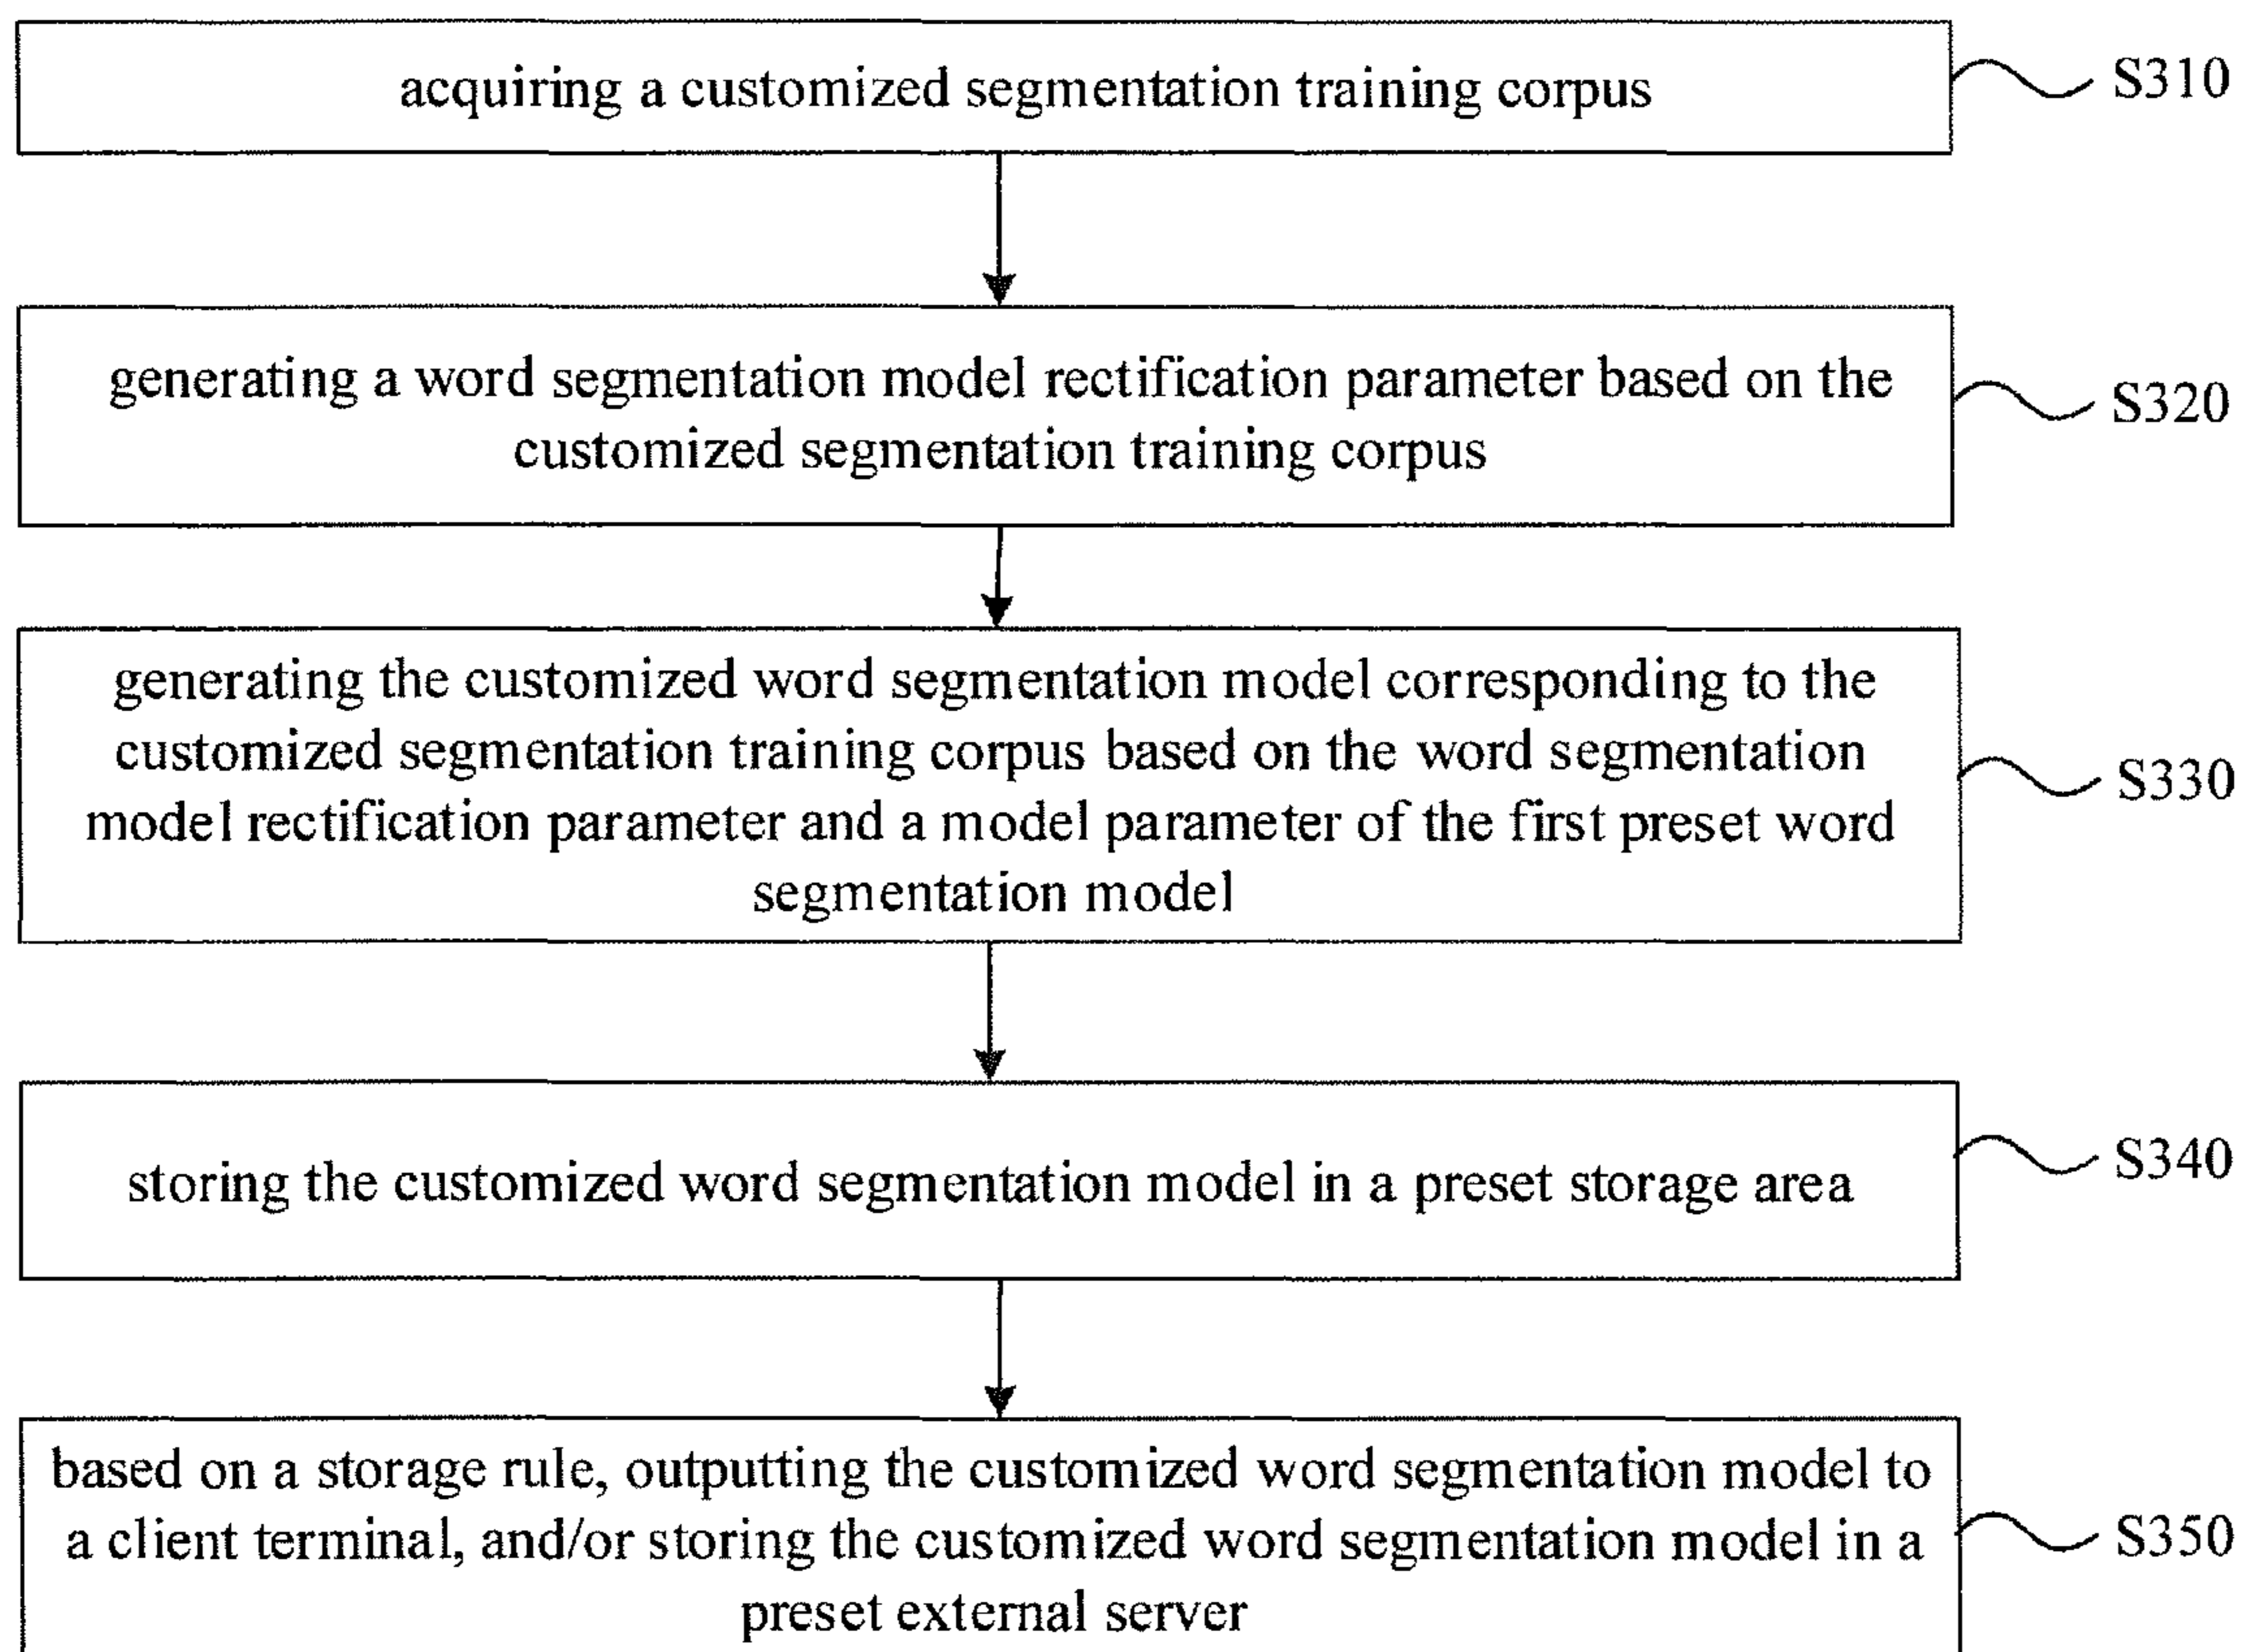 acquiring a customized segmentation training corpus
S310
generating a word segmentation model rectification parameter based on the
customized segmentation training corpus
S320
generating the customized word segmentation model corresponding to the
customized segmentation training corpus based on the word segmentation
model rectification parameter and a model parameter of the first preset word
segmentation model
S330
storing the customized word segmentation model in a preset storage area
S340
based on a storage rule, outputting the customized word segmentation model to
a client terminal, and/or storing the customized word segmentation model in a
preset external server
S350